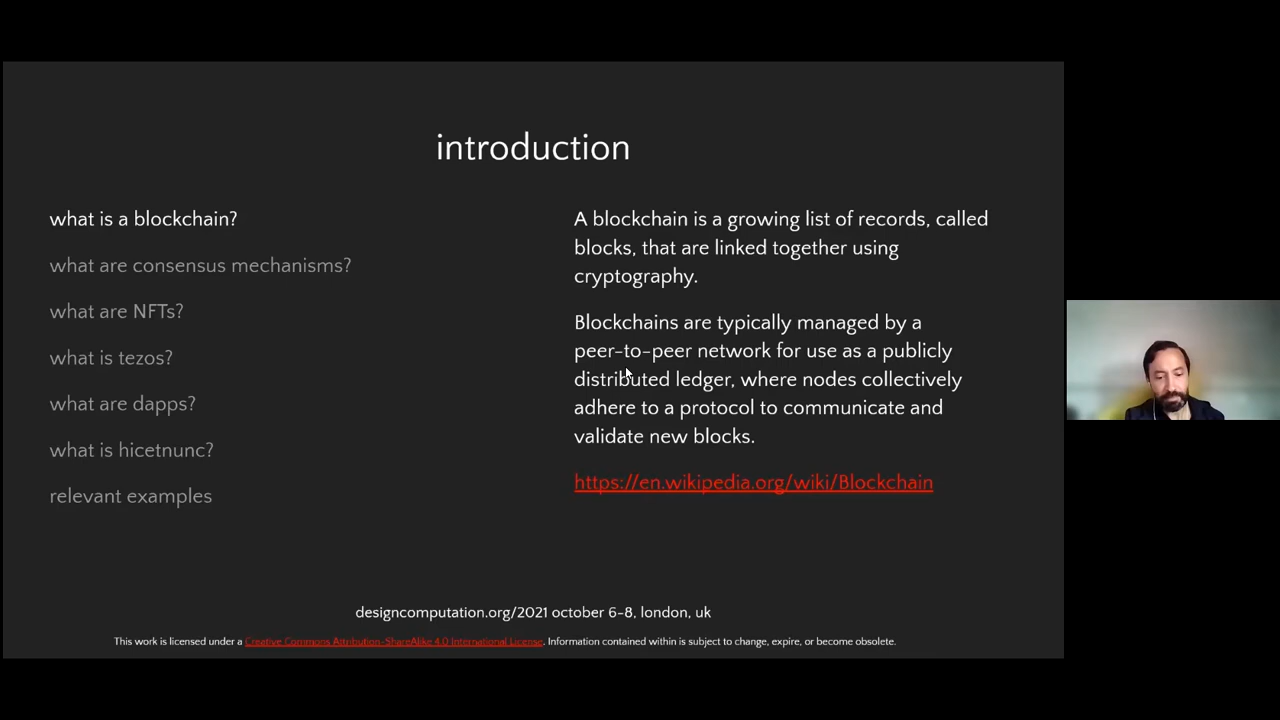 introduction
what is a blockchain?
what are consensus mechanisms?
what are NFTs?
what is tezos?
what are dapps?
what is hicetnunc?
relevant examples
A blockchain is a growing list of records, called
blocks, that are linked together using
cryptography.
Blockchains are typically managed by a
peer-to-peer network for use as a publicly
distributed ledger, where nodes collectively
adhere to a protocol to communicate and
validate new blocks.
https://en.wikipedia.org/wiki/Blockchain
designcomputation.org/2021 october 6-8, london, uk
This work is licensed under a Creative Commons Attribution-ShareAlike 4.0 International License. Information contained within is subject to change, expire, or become obsolete.